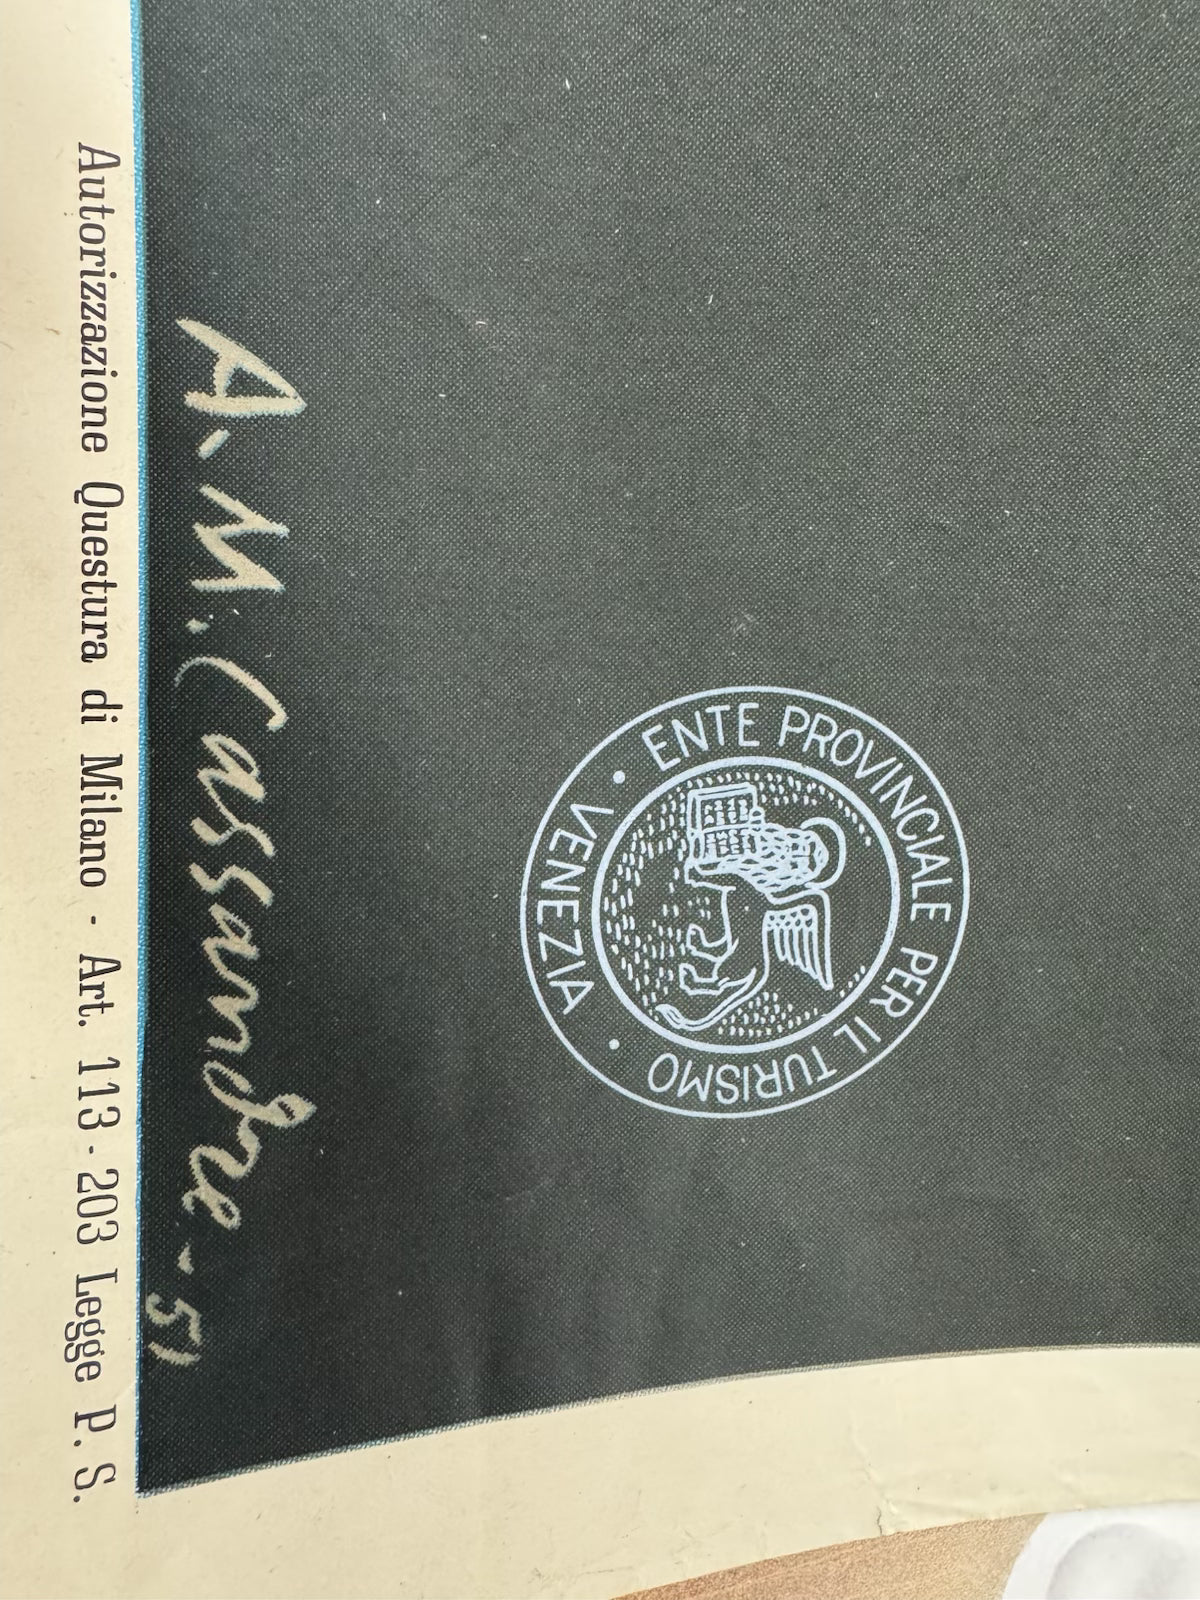 ENTE PROVINCIALE PER IL TURISMO
• VENEZIA •
A. M. Cassandre - 51
Autorizzazione Questura di Milano - Art. 113 - 203 Legge P. S.